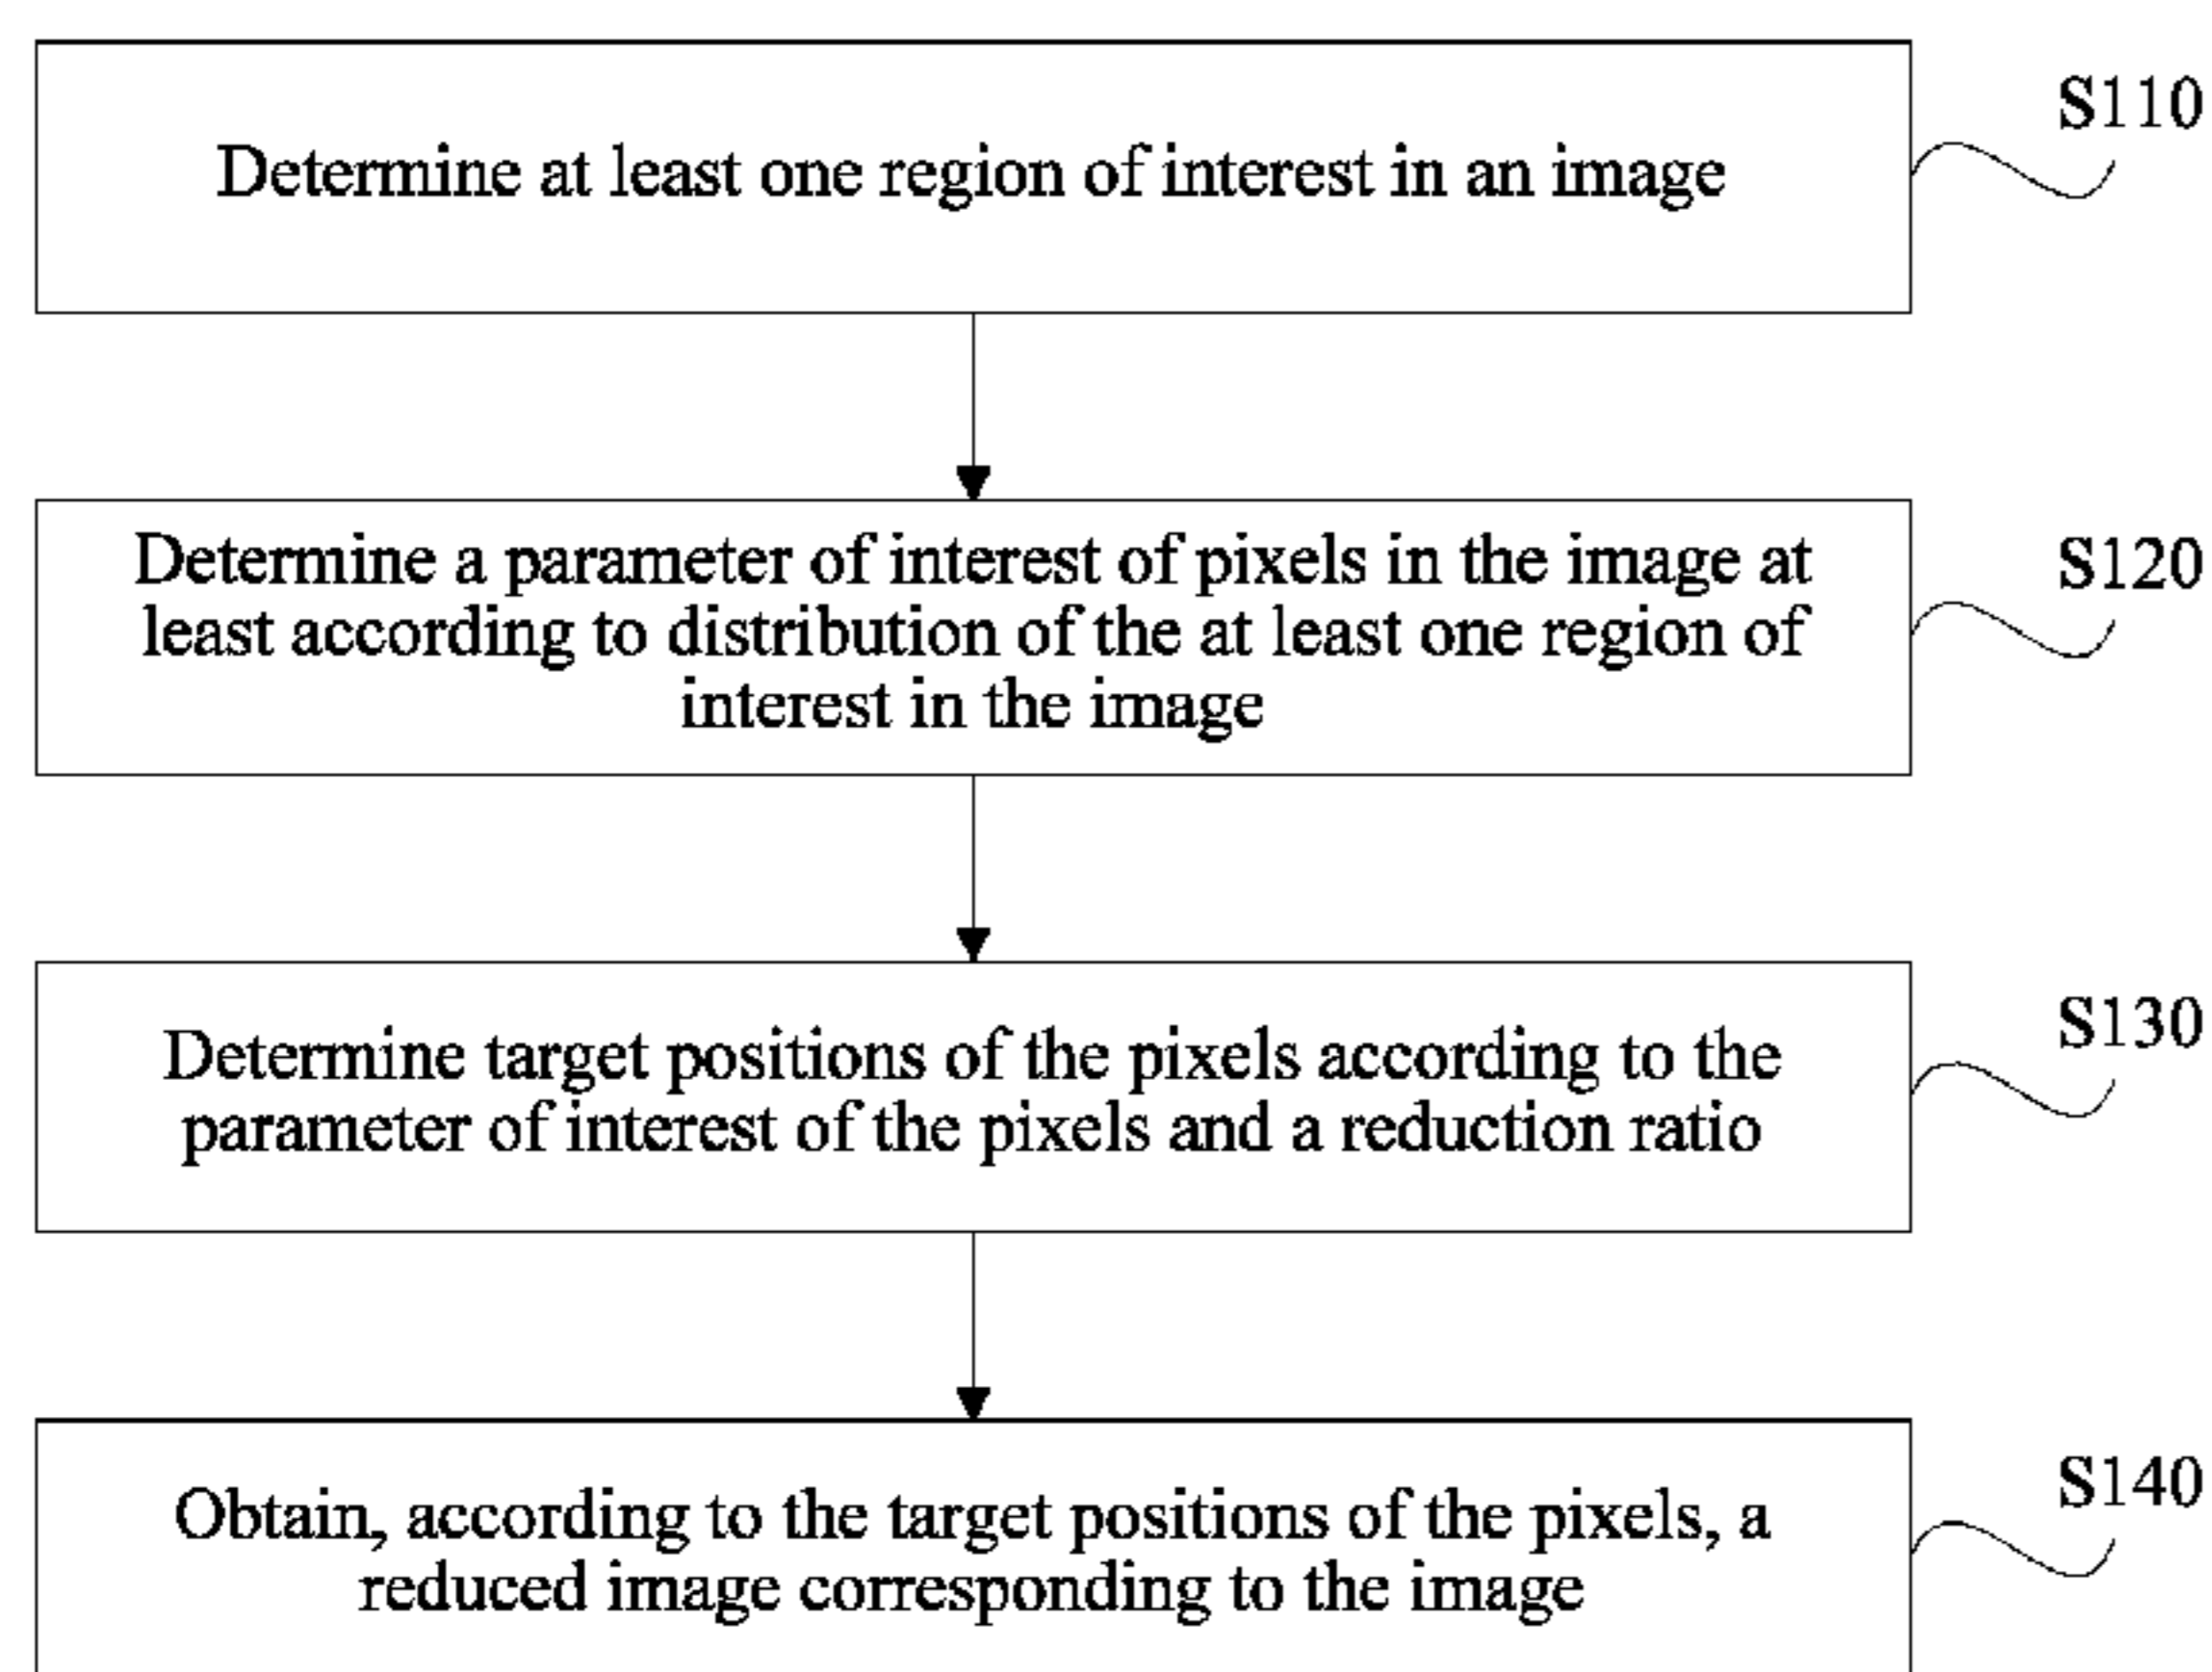 S110
Determine at least one region of interest in an image
S120
Determine a parameter of interest of pixels in the image at
least according to distribution of the at least one region of
interest in the image
S130
Determine target positions of the pixels according to the
parameter of interest of the pixels and a reduction ratio
S140
Obtain, according to the target positions of the pixels, a
reduced image corresponding to the image